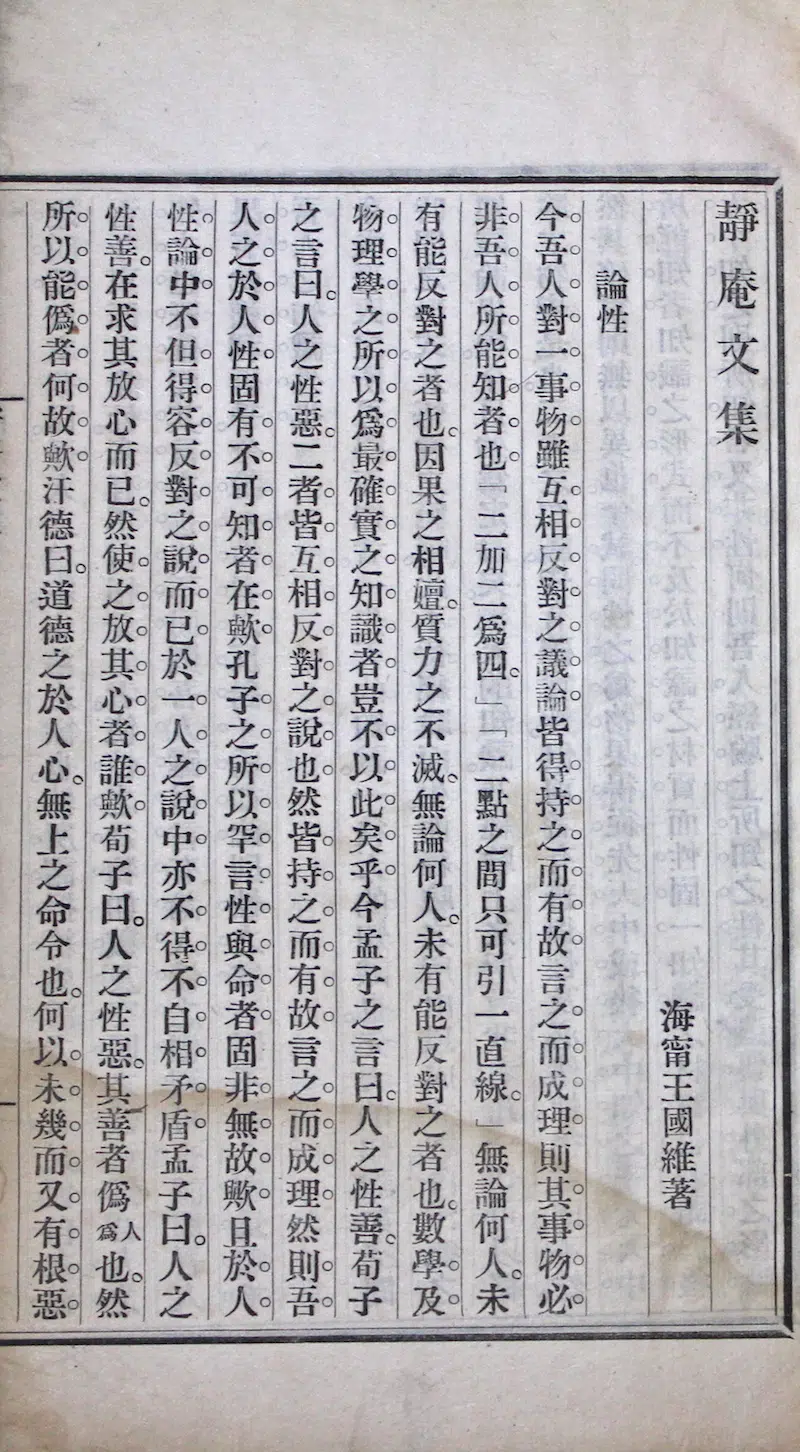 靜庵文集
海甯王國維著
論性
今吾人對一事物雖互相反對之議論皆得持之而有故言之而成理則其事物必
非吾人所能知者也「二加二爲四。」「二點之間只可引一直線。」無論何人。未
有能反對之者也。因果之相嬗。質力之不滅。無論何人。未有能反對之者也。數學及
物理學之所以爲最確實之知識者豈不以此矣乎今孟子之言曰。人之性善。荀子
之言曰。人之性惡。二者皆互相反對之說也然皆持之而有故言之而成理然則吾
人之於人性固有不可知者在歟孔子之所以罕言性與命者固非無故歟且於人
性論中不但得容反對之說而已於一人之說中亦不得不自相矛盾孟子曰。人之
性善。在求其放心而已。然使之放其心者誰歟荀子曰。人之性惡。其善者僞人爲也。然
所以能僞者何故歟汗德曰。道德之於人心。無上之命令也。何以未幾而又有根惡